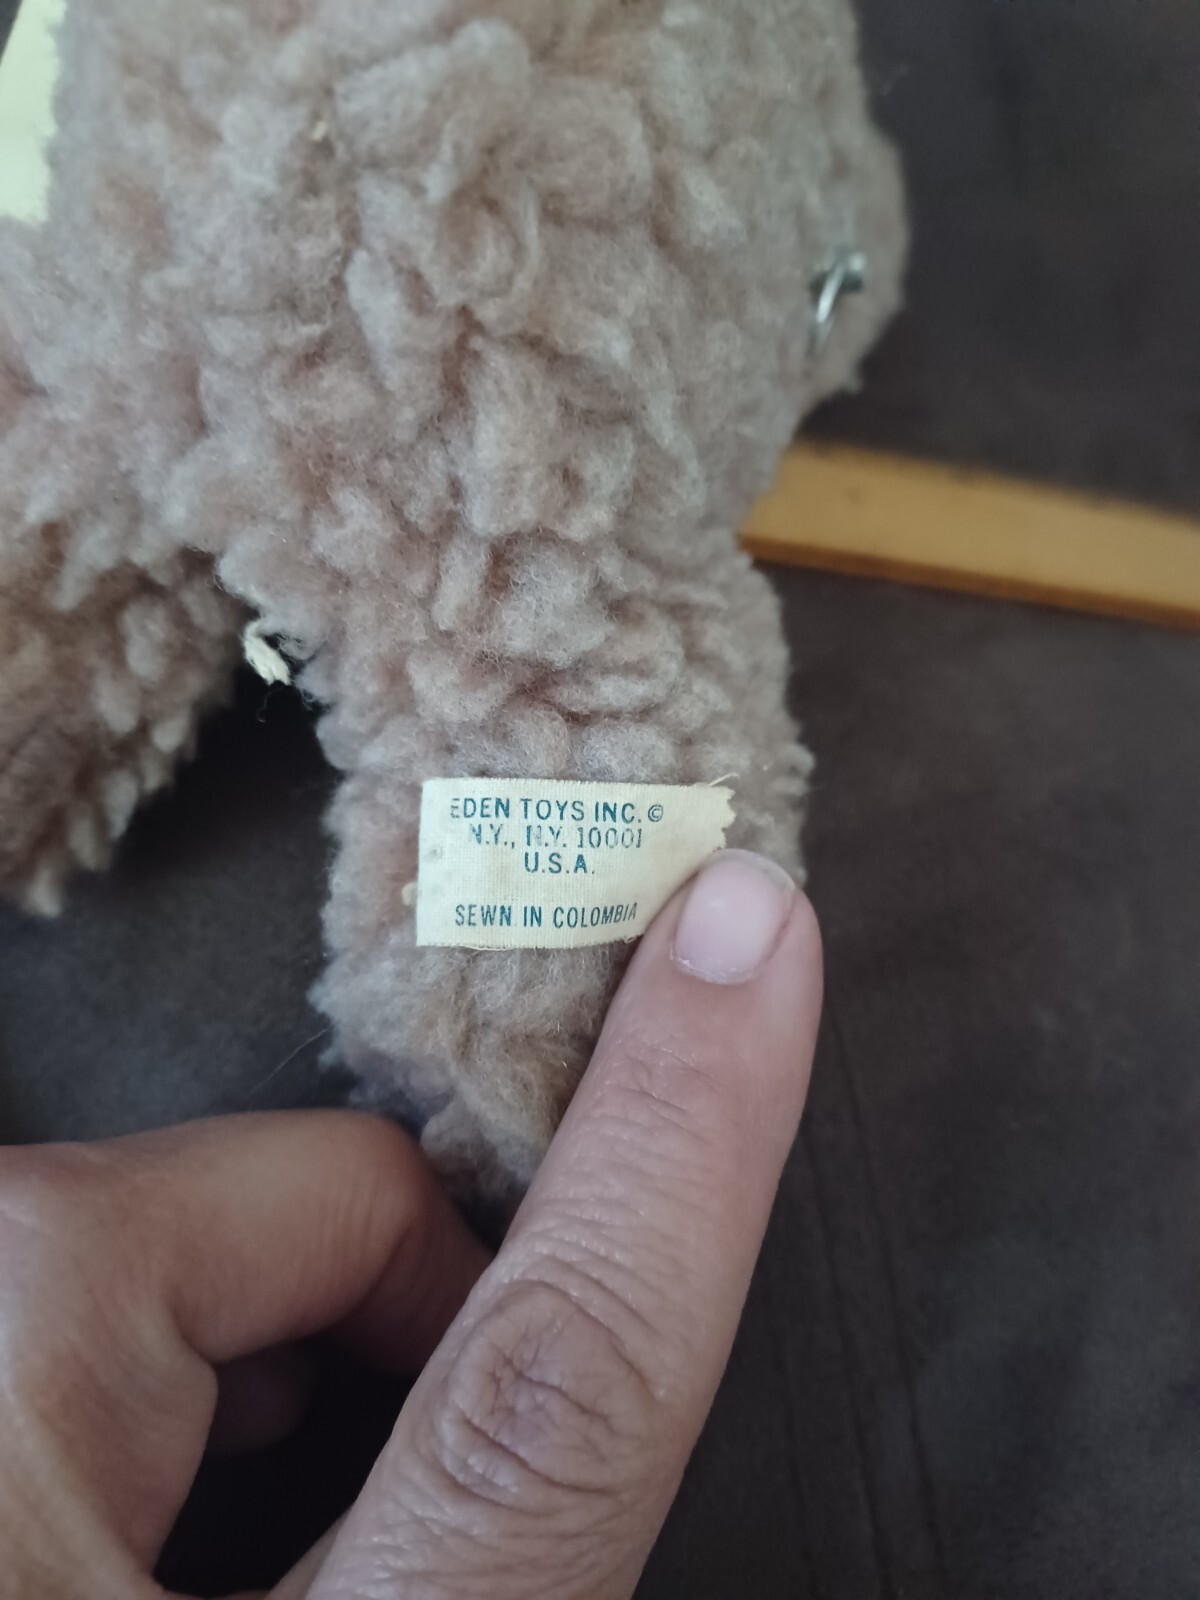 EDEN TOYS INC. ©
N.Y., N.Y. 10001
U.S.A.
SEWN IN COLOMBIA